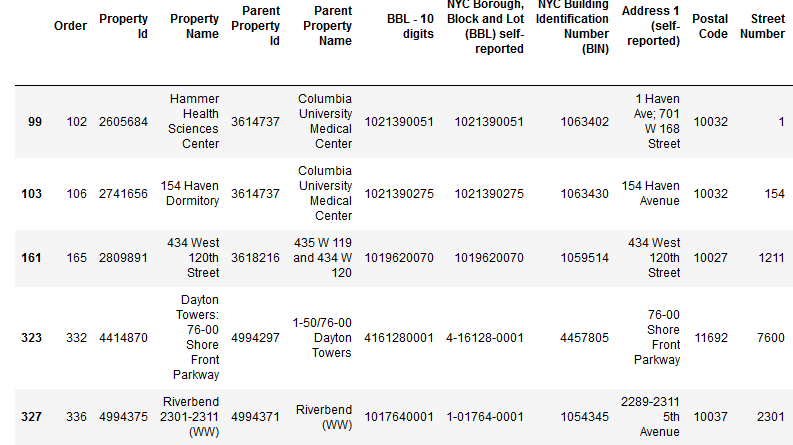 Order Property Id Property Name Parent Property Id Parent Property Name BBL - 10 digits NYC Borough, Block and Lot (BBL) self-reported NYC Building Identification Number (BIN) Address 1 (self-reported) Postal Code Street Number
99 102 2605684 Hammer Health Sciences Center 3614737 Columbia University Medical Center 1021390051 1021390051 1063402 1 Haven Ave; 701 W 168 Street 10032 1
103 106 2741656 154 Haven Dormitory 3614737 Columbia University Medical Center 1021390275 1021390275 1063430 154 Haven Avenue 10032 154
161 165 2809891 434 West 120th Street 3618216 435 W 119 and 434 W 120 1019620070 1019620070 1059514 434 West 120th Street 10027 1211
323 332 4414870 Dayton Towers: 76-00 Shore Front Parkway 4994297 1-50/76-00 Dayton Towers 4161280001 4-16128-0001 4457805 76-00 Shore Front Parkway 11692 7600
327 336 4994375 Riverbend 2301-2311 (WW) 4994371 Riverbend (WW) 1017640001 1-01764-0001 1054345 2289-2311 5th Avenue 10037 2301